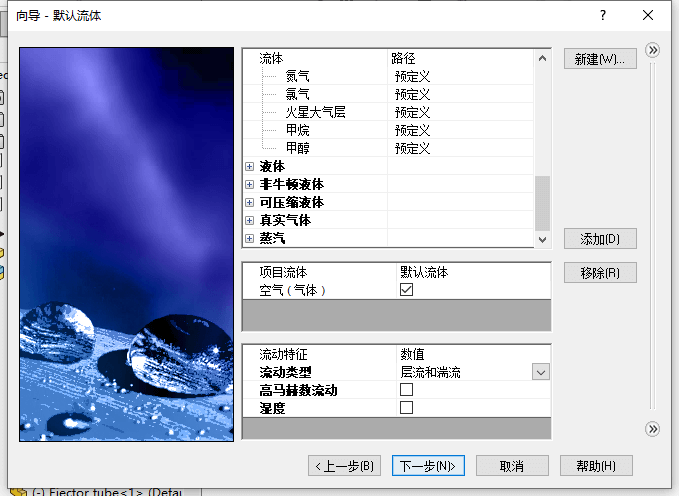 向导 - 默认流体
流体 路径
氮气 预定义
氯气 预定义
火星大气层 预定义
甲烷 预定义
甲醇 预定义
液体
非牛顿液体
可压缩液体
真实气体
蒸汽
新建(W)...
添加(D)
项目流体 默认流体
空气 ( 气体 )
移除(R)
流动特征 数值
流动类型 层流和湍流
高马赫数流动
湿度
<上一步(B) 下一步(N)> 取消 帮助(H)
(-) Ejector tube<1> (Defau